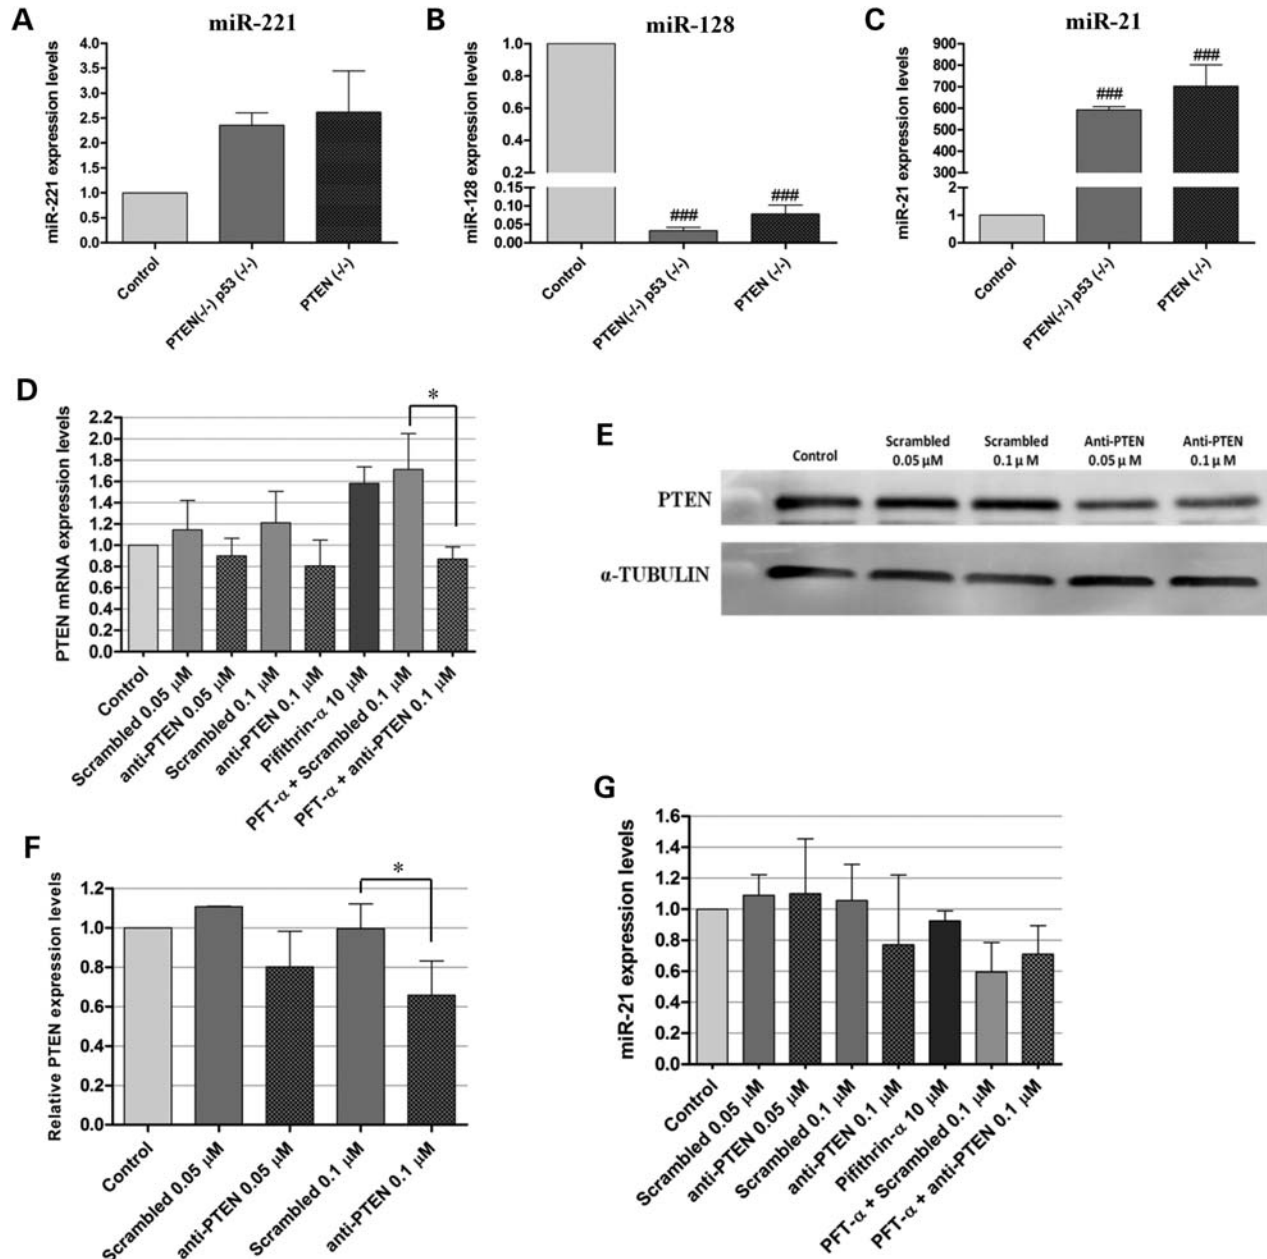 A
miR-221
miR-221 expression levels
4.0
3.5
3.0
2.5
2.0
1.5
1.0
0.5
0.0
Control
PTEN(-/-) p53 (-/-)
PTEN (-/-)
B
miR-128
miR-128 expression levels
1.0
0.8
0.6
0.4
0.2
0.15
0.10
0.05
0.00
###
###
Control
PTEN(-/-) p53 (-/-)
PTEN (-/-)
C
miR-21
miR-21 expression levels
900
800
700
600
500
400
300
2
1
0
###
###
Control
PTEN(-/-) p53 (-/-)
PTEN (-/-)
D
PTEN mRNA expression levels
2.2
2.0
1.8
1.6
1.4
1.2
1.0
0.8
0.6
0.4
0.2
0.0
*
Control
Scrambled 0.05 µM
anti-PTEN 0.05 µM
Scrambled 0.1 µM
anti-PTEN 0.1 µM
Pifithrin-α 10 µM
PFT-α + Scrambled 0.1 µM
PFT-α + anti-PTEN 0.1 µM
E
Control
Scrambled
0.05 µM
Scrambled
0.1 µ M
Anti-PTEN
0.05 µ M
Anti-PTEN
0.1 µ M
PTEN
α-TUBULIN
F
Relative PTEN expression levels
1.2
1.0
0.8
0.6
0.4
0.2
0.0
*
Control
Scrambled 0.05 µM
anti-PTEN 0.05 µM
Scrambled 0.1 µM
anti-PTEN 0.1 µM
G
miR-21 expression levels
1.6
1.4
1.2
1.0
0.8
0.6
0.4
0.2
0.0
Control
Scrambled 0.05 µM
anti-PTEN 0.05 µM
Scrambled 0.1 µM
anti-PTEN 0.1 µM
Pifithrin-α 10 µM
PFT-α + Scrambled 0.1 µM
PFT-α + anti-PTEN 0.1 µM